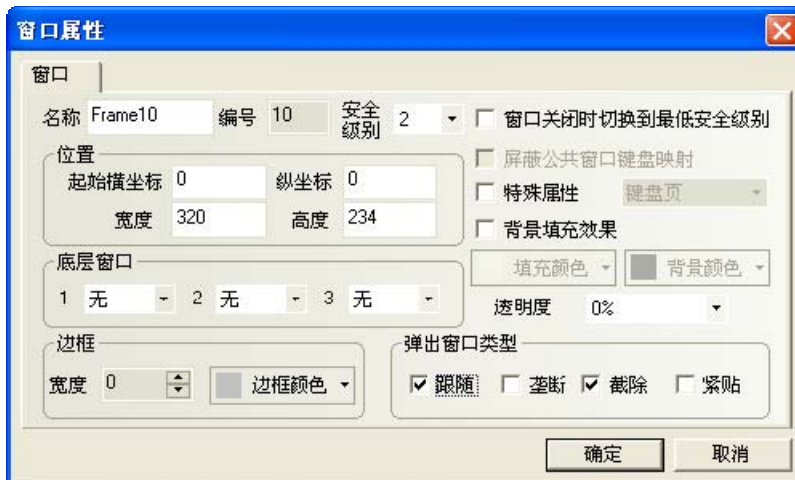 窗口属性
窗口
名称 Frame10 编号 10 安全级别 2 窗口关闭时切换到最低安全级别
位置 屏蔽公共窗口键盘映射
起始横坐标 0 纵坐标 0 特殊属性 键盘页
宽度 320 高度 234 背景填充效果
底层窗口 填充颜色 背景颜色
1 无 2 无 3 无 透明度 0%
边框 弹出窗口类型
宽度 0 边框颜色 跟随 垄断 截除 紧贴
确定 取消